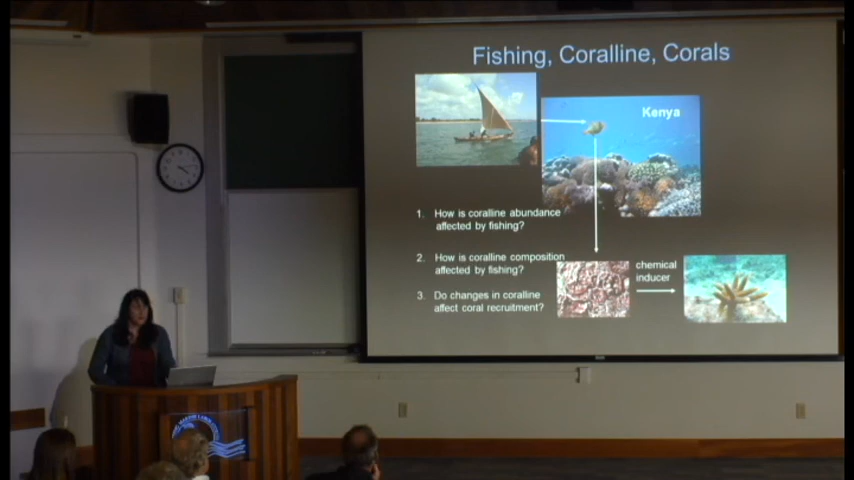 Fishing, Coralline, Corals
Kenya
1. How is coralline abundance
affected by fishing?
2. How is coralline composition
affected by fishing?
3. Do changes in coralline
affect coral recruitment?
chemical
inducer